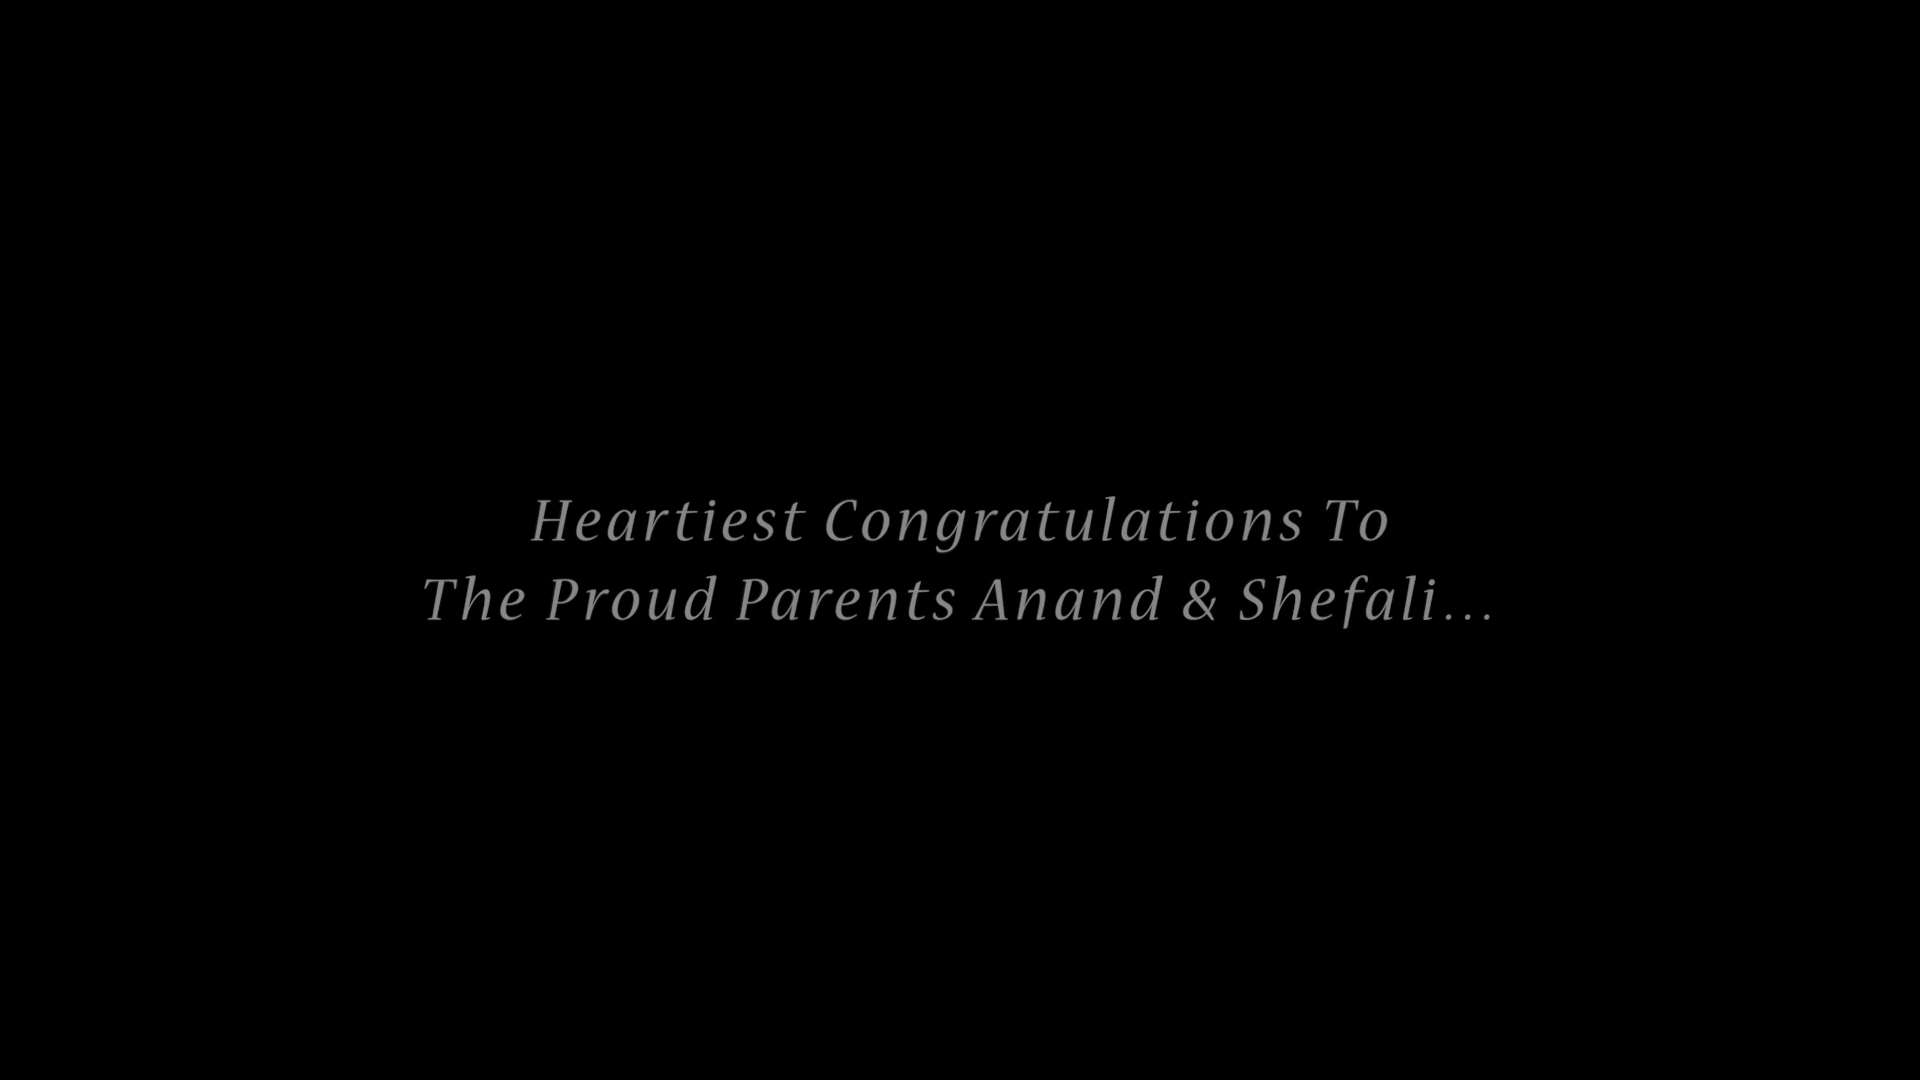 Heartiest Congratulations To
The Proud Parents Anand & Shefali...